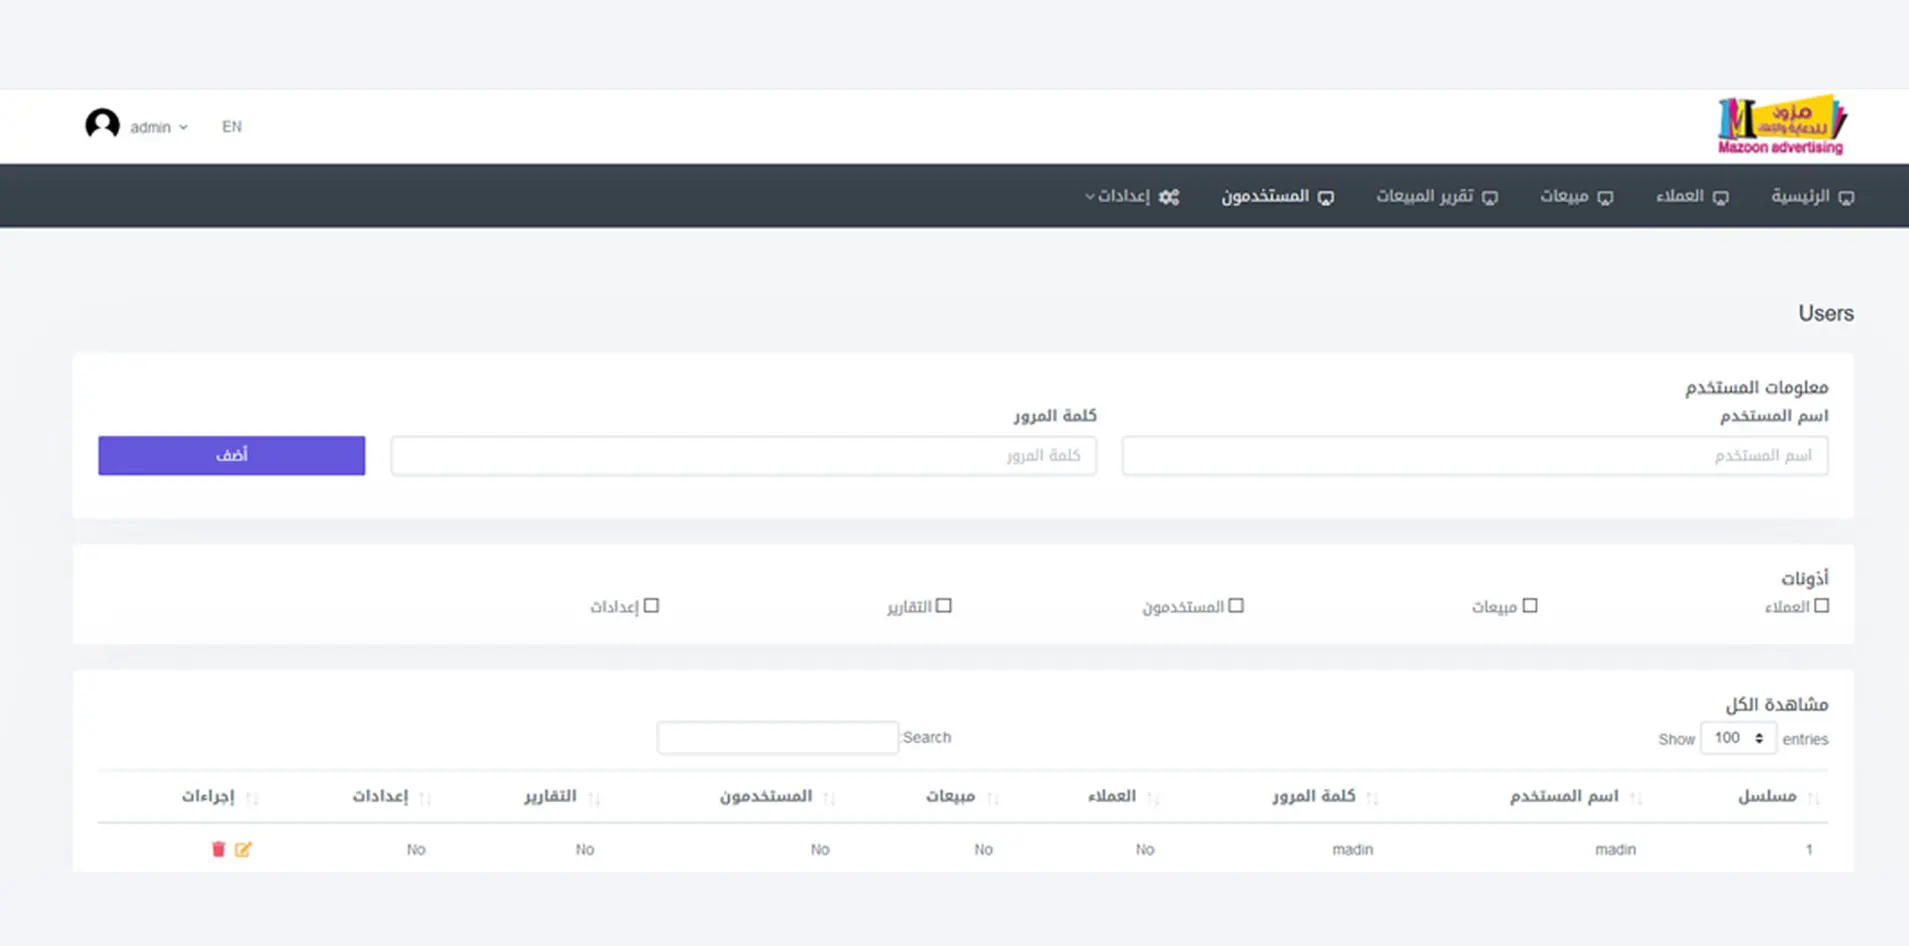 مزون
للدعاية والإعلان
Mazoon advertising
admin
EN
الرئيسية
العملاء
مبيعات
تقرير المبيعات
المستخدمون
إعدادات
Users
معلومات المستخدم
اسم المستخدم
كلمة المرور
اسم المستخدم
كلمة المرور
أضف
أذونات
العملاء
مبيعات
المستخدمون
التقارير
إعدادات
مشاهدة الكل
Show 100 entries
Search:
مسلسل
اسم المستخدم
كلمة المرور
العملاء
مبيعات
المستخدمون
التقارير
إعدادات
إجراءات
1
madin
madin
No
No
No
No
No